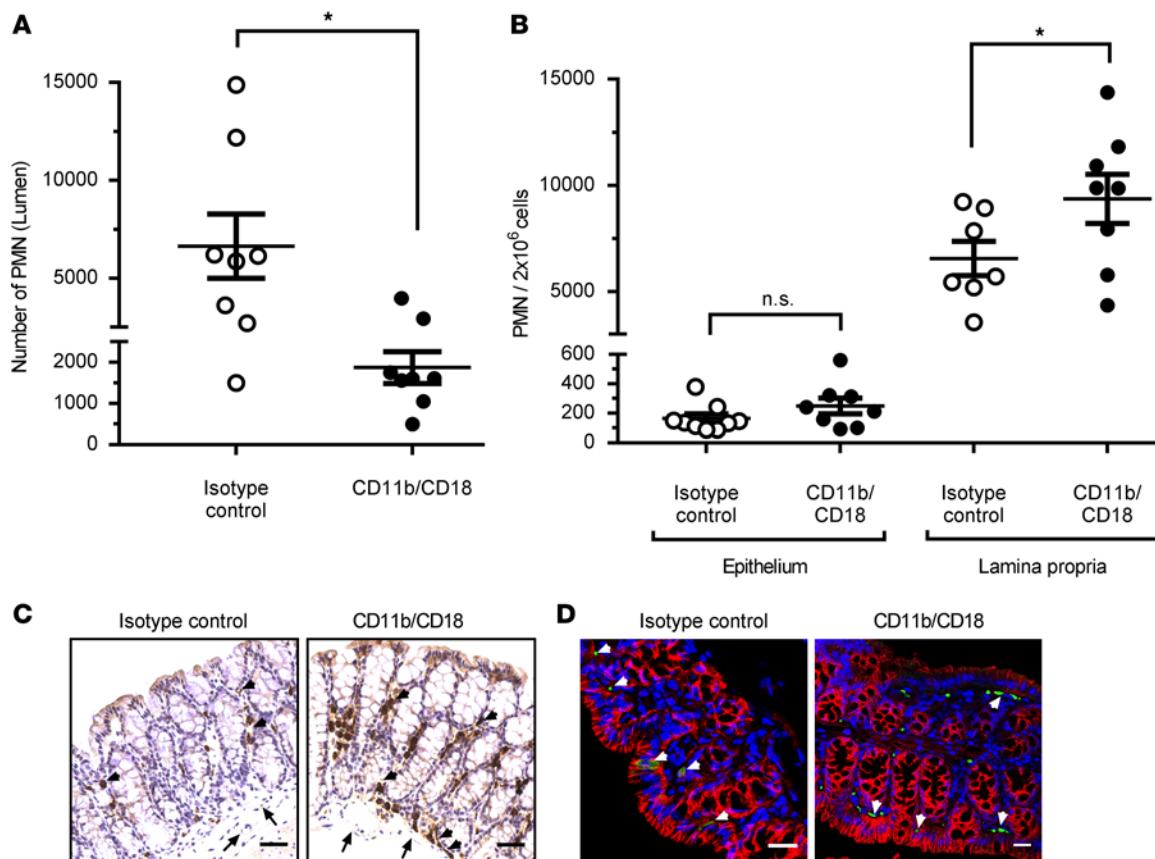 A
*
15000
10000
5000
2000
1000
0
Number of PMN (Lumen)
Isotype
control
CD11b/CD18
B
*
15000
10000
5000
600
400
200
0
PMN / 2x10⁶ cells
n.s.
Isotype
control
CD11b/
CD18
Isotype
control
CD11b/
CD18
Epithelium
Lamina propria
C
Isotype control
CD11b/CD18
D
Isotype control
CD11b/CD18